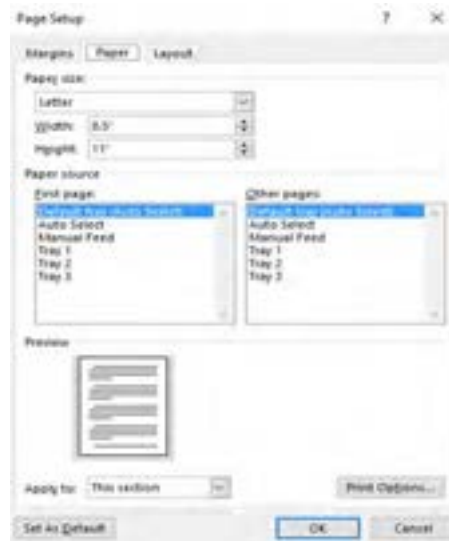 Page Setup ? ×
Margins Paper Layout
Paper size:
Letter
Width: 8.5"
Height: 11"
Paper source
First page: Other pages:
Default tray (Auto Select) Default tray (Auto Select)
Auto Select Auto Select
Manual Feed Manual Feed
Tray 1 Tray 1
Tray 2 Tray 2
Tray 3 Tray 3
Preview
Apply to: This section Print Options...
Set As Default OK Cancel